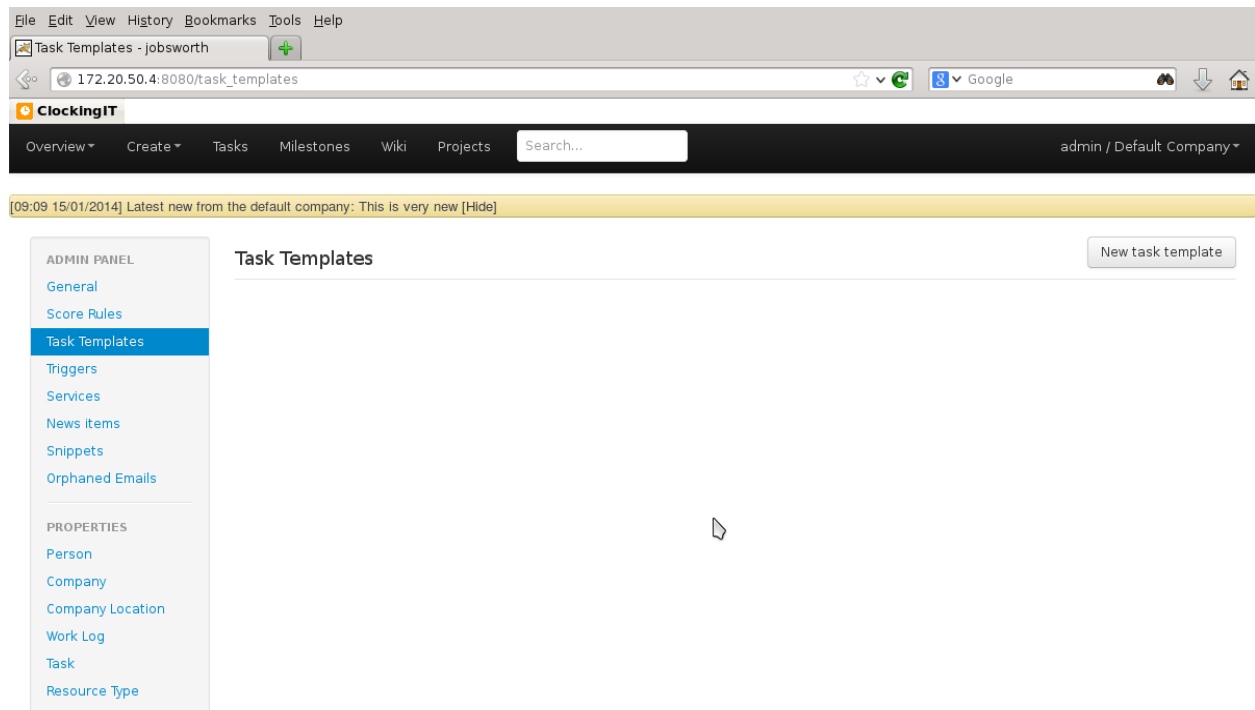 File Edit View History Bookmarks Tools Help
Task Templates - jobsworth
172.20.50.4:8080/task_templates
Google
ClockingIT
Overview Create Tasks Milestones Wiki Projects Search... admin / Default Company
[09:09 15/01/2014] Latest new from the default company: This is very new [Hide]
ADMIN PANEL
General
Score Rules
Task Templates
Triggers
Services
News items
Snippets
Orphaned Emails
PROPERTIES
Person
Company
Company Location
Work Log
Task
Resource Type
Task Templates
New task template